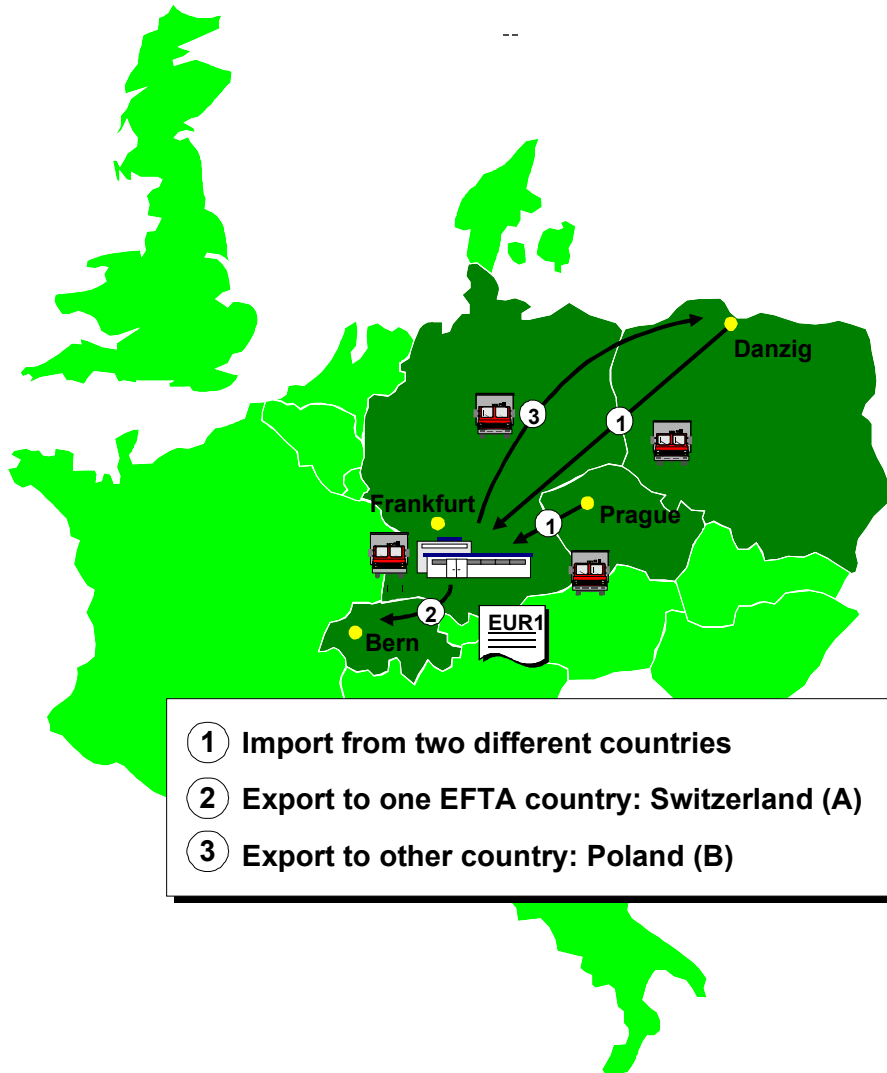 --
Danzig
3
1
Frankfurt
1
Prague
2
EUR1
Bern
1 Import from two different countries
2 Export to one EFTA country: Switzerland (A)
3 Export to other country: Poland (B)